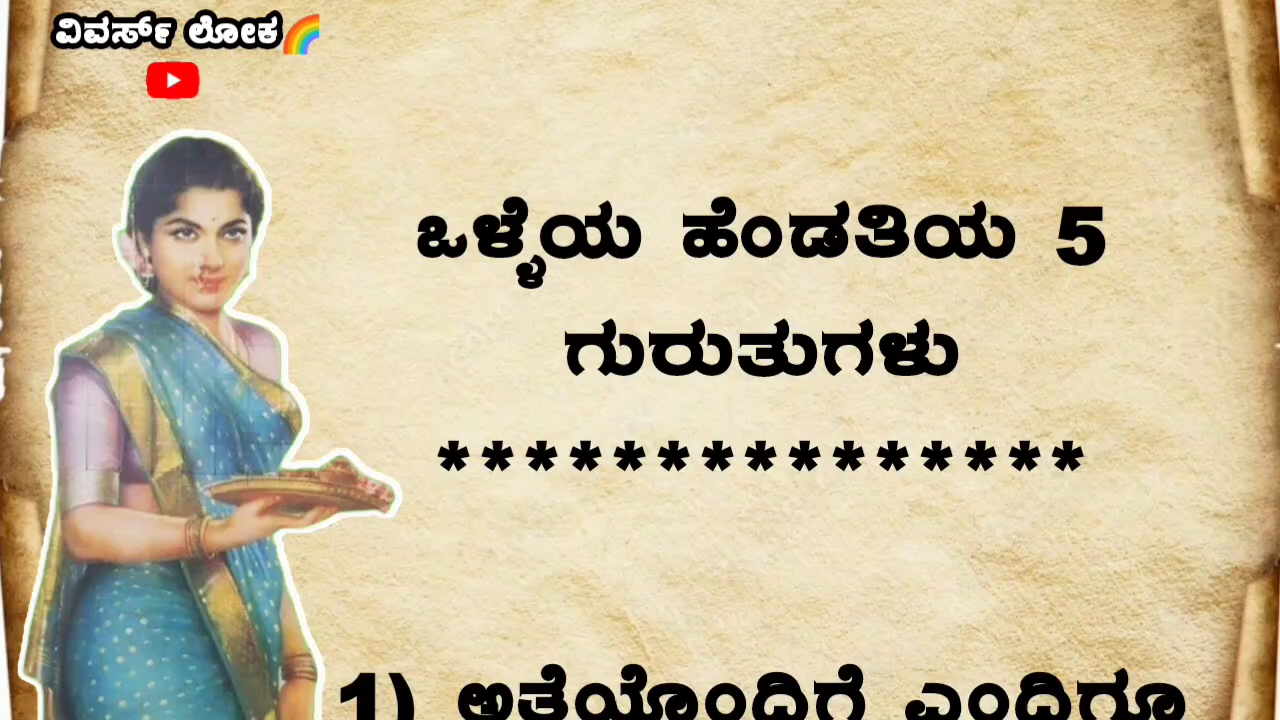 ವಿವರ್ಸ್ ಲೋಕ
ಒಳ್ಳೆಯ ಹೆಂಡತಿಯ 5
ಗುರುತುಗಳು
***************
1) ಅತ್ತೆಯೊಂದಿಗೆ ಎಂದಿಗೂ